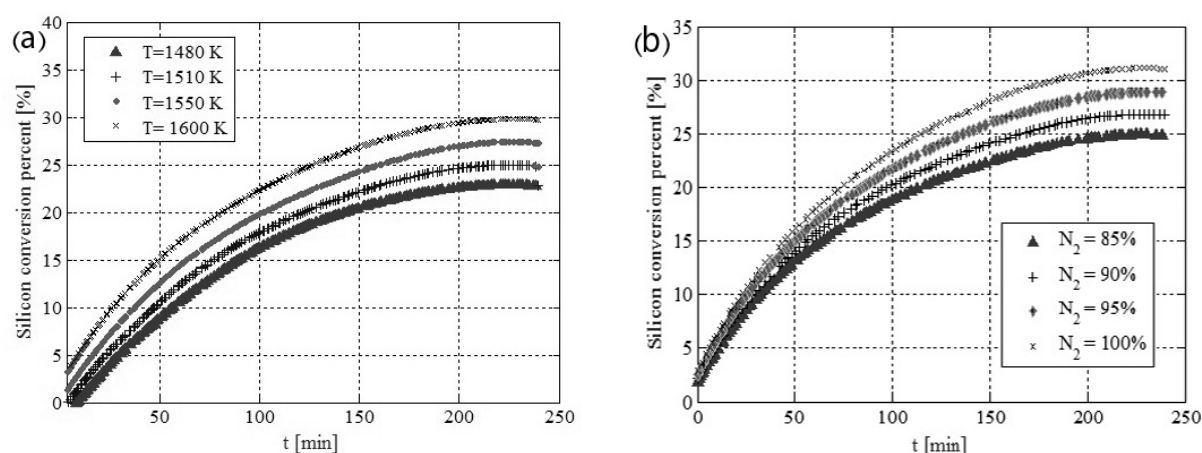 (a)
Silicon conversion percent [%]
40
35
30
25
20
15
10
5
0
T=1480 K
T=1510 K
T=1550 K
T= 1600 K
50
100
150
200
250
t [min]
(b)
Silicon conversion percent [%]
35
30
25
20
15
10
5
0
N2 = 85%
N2 = 90%
N2 = 95%
N2 = 100%
0
50
100
150
200
250
t [min]